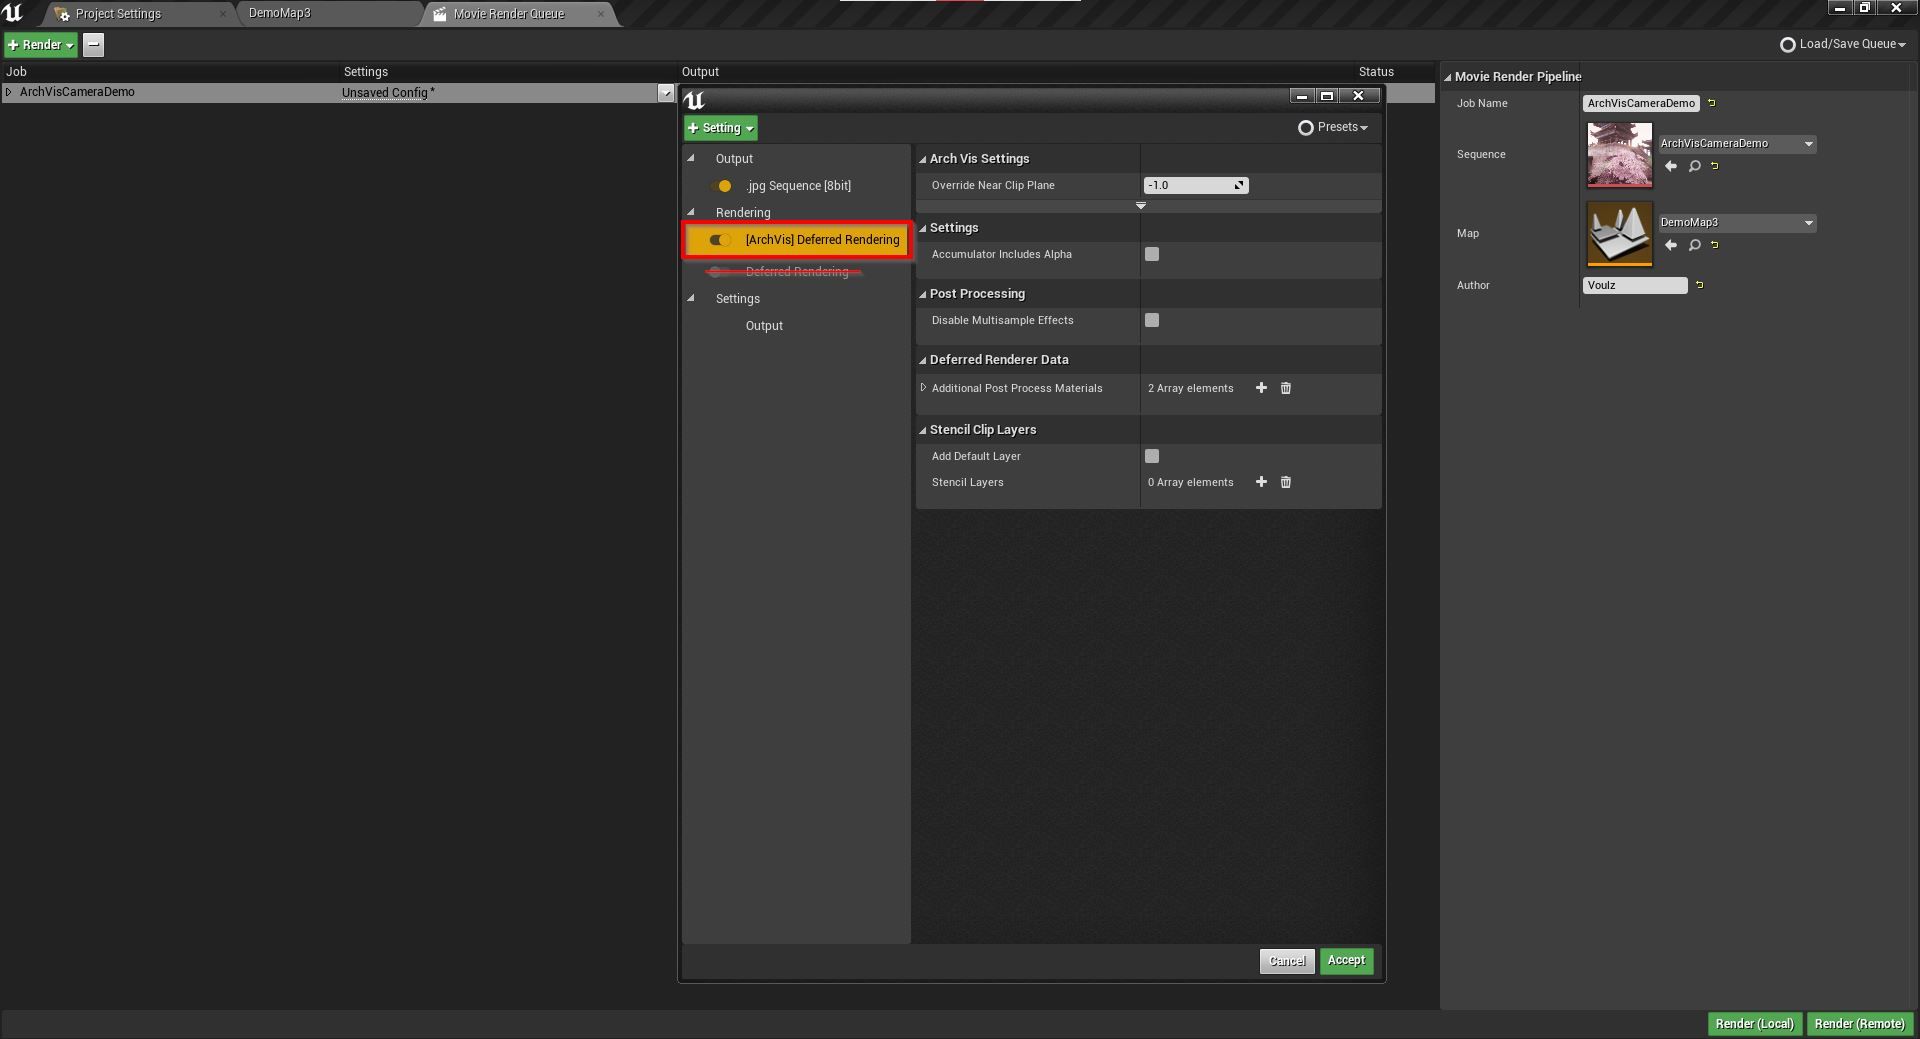 Project Settings
DemoMap3
Movie Render Queue
Render
Load/Save Queue
Job
Settings
Output
Status
ArchVisCameraDemo
Unsaved Config *
Setting
Presets
Output
.jpg Sequence [8bit]
Rendering
[ArchVis] Deferred Rendering
Deferred Rendering
Settings
Output
Arch Vis Settings
Override Near Clip Plane
-1.0
Settings
Accumulator Includes Alpha
Post Processing
Disable Multisample Effects
Deferred Renderer Data
Additional Post Process Materials
2 Array elements
Stencil Clip Layers
Add Default Layer
Stencil Layers
0 Array elements
Cancel
Accept
Movie Render Pipeline
Job Name
ArchVisCameraDemo
Sequence
ArchVisCameraDemo
Map
DemoMap3
Author
Voulz
Render (Local)
Render (Remote)